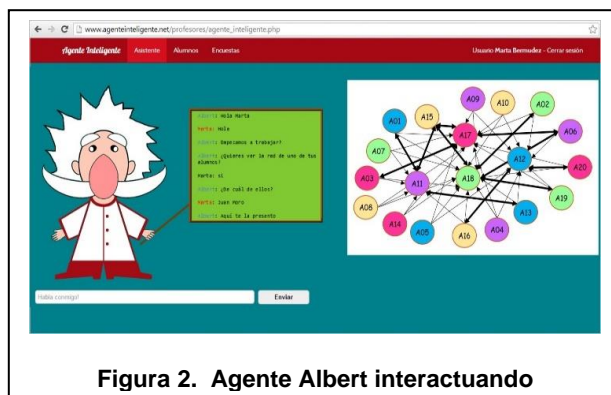 www.agenteinteligente.net/profesores/agente_inteligente.php
Agente Inteligente Asistente Alumnos Encuestas Usuario Marta Bermudez - Cerrar sesión
Albert: Hola Marta
Marta: Hola
Albert: Empezamos a trabajar?
Albert: ¿Quieres ver la red de uno de tus
alumnos?
Marta: si
Albert: ¿De cuál de ellos?
Marta: Juan Moro
Albert: Aquí te la presento
Habla conmigo!
Enviar
A09
A10
A02
A15
A01
A17
A06
A07
A12
A20
A03
A11
A18
A19
A08
A13
A14
A05
A16
A04
Figura 2. Agente Albert interactuando